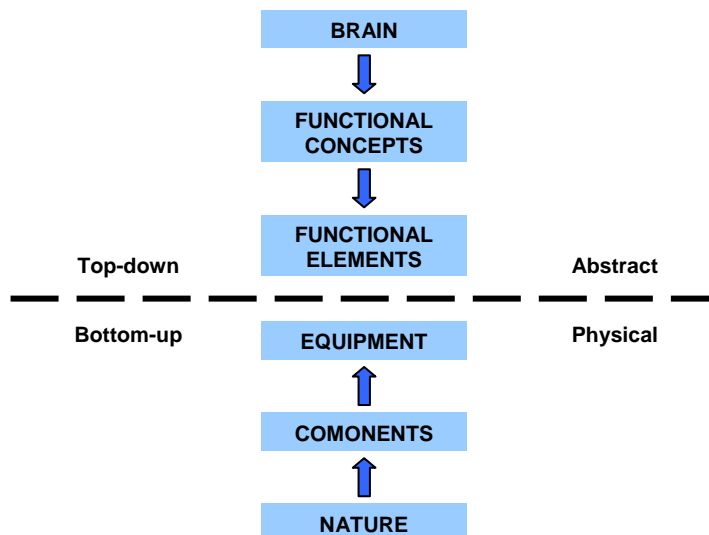 BRAIN
FUNCTIONAL
CONCEPTS
FUNCTIONAL
ELEMENTS
Top-down
Abstract
Bottom-up
EQUIPMENT
Physical
COMONENTS
NATURE